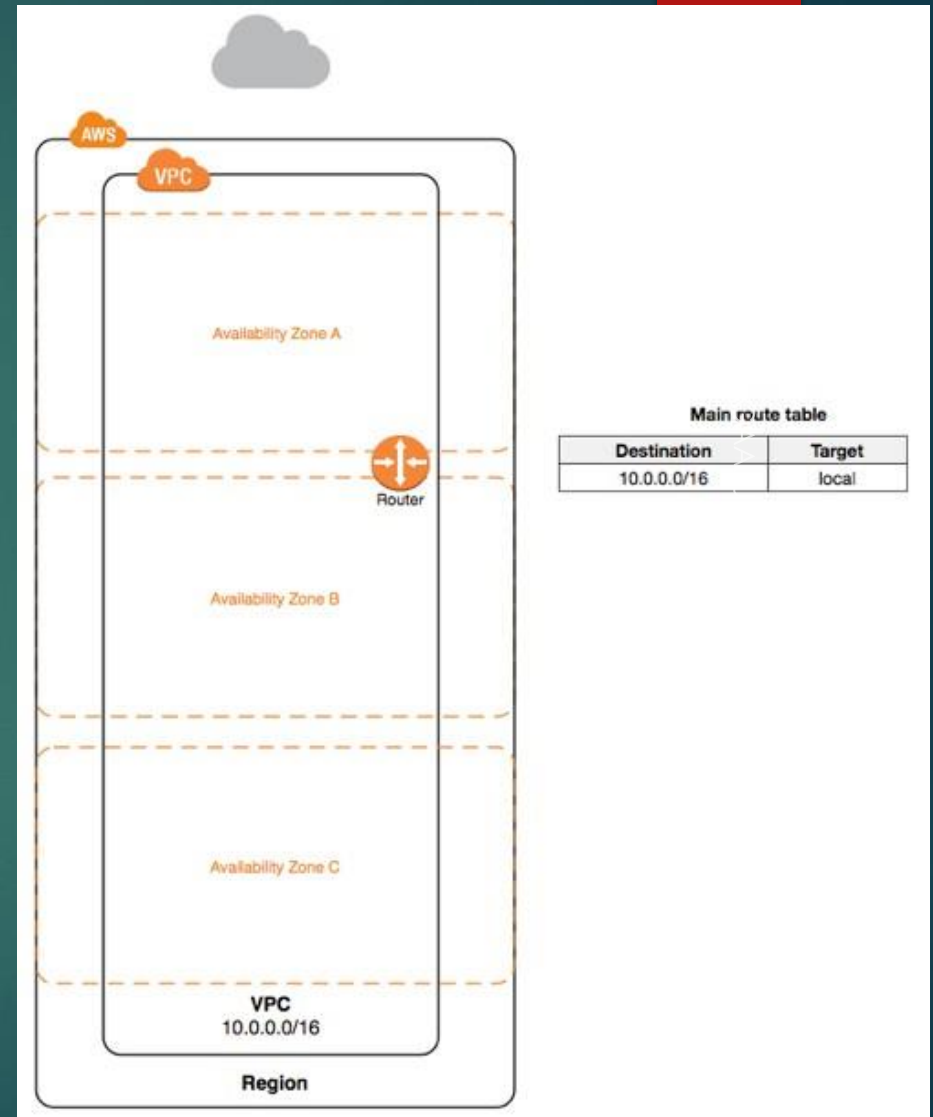 AWS
VPC
Availability Zone A
Main route table
Destination Target
10.0.0.0/16 local
Router
Availability Zone B
Availability Zone C
VPC
10.0.0.0/16
Region